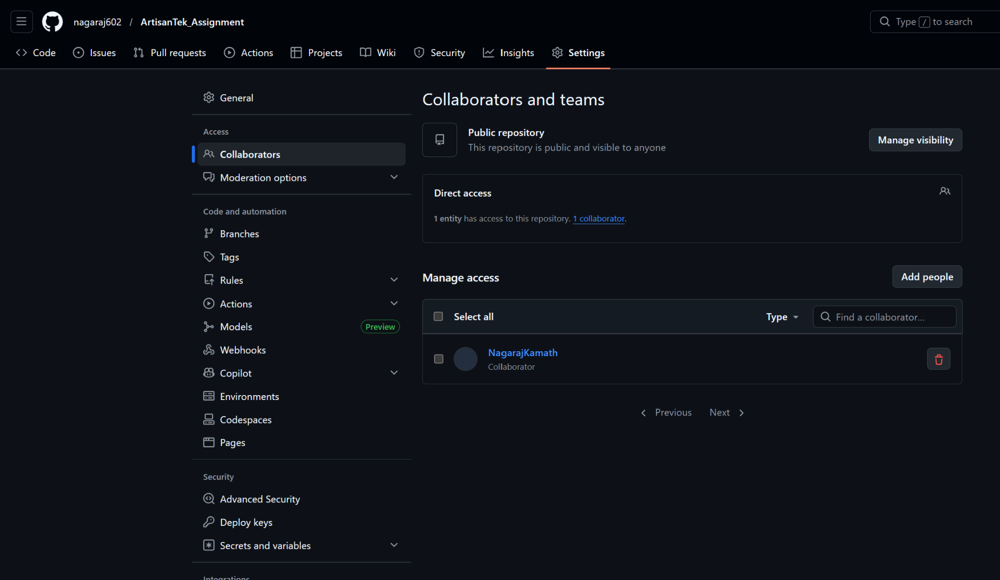 nagaraj602 / ArtisanTek_Assignment
Type / to search
Code Issues Pull requests Actions Projects Wiki Security Insights Settings
General
Access
Collaborators
Moderation options
Code and automation
Branches
Tags
Rules
Actions
Models Preview
Webhooks
Copilot
Environments
Codespaces
Pages
Security
Advanced Security
Deploy keys
Secrets and variables
Integrations
Collaborators and teams
Public repository
This repository is public and visible to anyone
Manage visibility
Direct access
1 entity has access to this repository. 1 collaborator.
Manage access
Add people
Select all Type Find a collaborator...
NagarajKamath
Collaborator
Previous Next